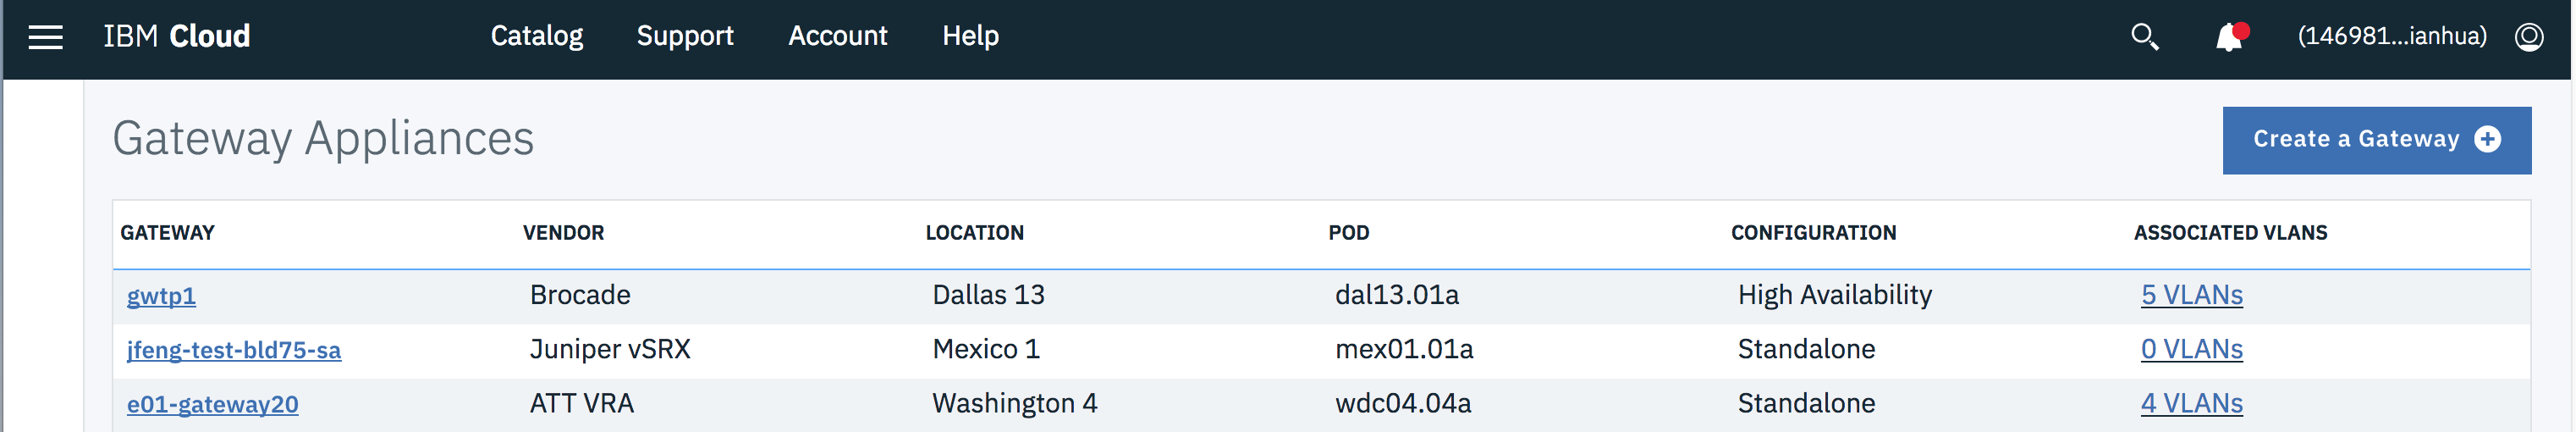 IBM Cloud Catalog Support Account Help (146981...ianhua)
Gateway Appliances
Create a Gateway
GATEWAY VENDOR LOCATION POD CONFIGURATION ASSOCIATED VLANS
gwtp1 Brocade Dallas 13 dal13.01a High Availability 5 VLANs
jfeng-test-bld75-sa Juniper vSRX Mexico 1 mex01.01a Standalone 0 VLANs
e01-gateway20 ATT VRA Washington 4 wdc04.04a Standalone 4 VLANs